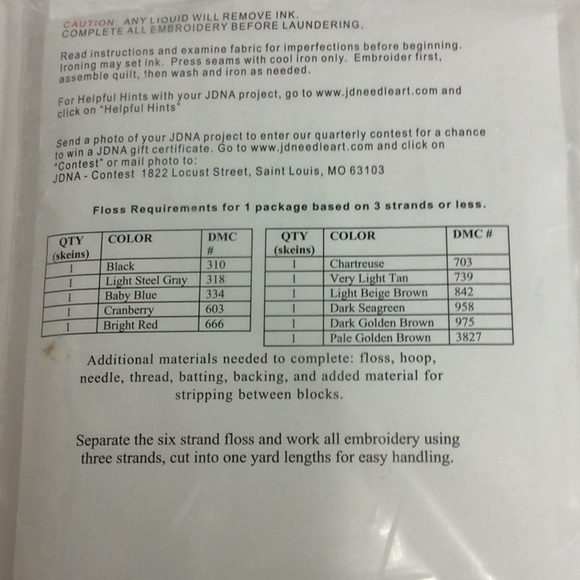 CAUTION: ANY LIQUID WILL REMOVE INK.
COMPLETE ALL EMBROIDERY BEFORE LAUNDERING.
Read instructions and examine fabric for imperfections before beginning.
Ironing may set ink. Press seams with cool iron only. Embroider first,
assemble quilt, then wash and iron as needed.
For Helpful Hints with your JDNA project, go to www.jdneedleart.com and
click on "Helpful Hints"
Send a photo of your JDNA project to enter our quarterly contest for a chance
to win a JDNA gift certificate. Go to www.jdneedleart.com and click on
"Contest" or mail photo to:
JDNA - Contest 1822 Locust Street, Saint Louis, MO 63103
Floss Requirements for 1 package based on 3 strands or less.
QTY (skeins) COLOR DMC #
1 Black 310
1 Light Steel Gray 318
1 Baby Blue 334
1 Cranberry 603
1 Bright Red 666
QTY (skeins) COLOR DMC #
1 Chartreuse 703
1 Very Light Tan 739
1 Light Beige Brown 842
1 Dark Seagreen 958
1 Dark Golden Brown 975
1 Pale Golden Brown 3827
Additional materials needed to complete: floss, hoop,
needle, thread, batting, backing, and added material for
stripping between blocks.
Separate the six strand floss and work all embroidery using
three strands, cut into one yard lengths for easy handling.